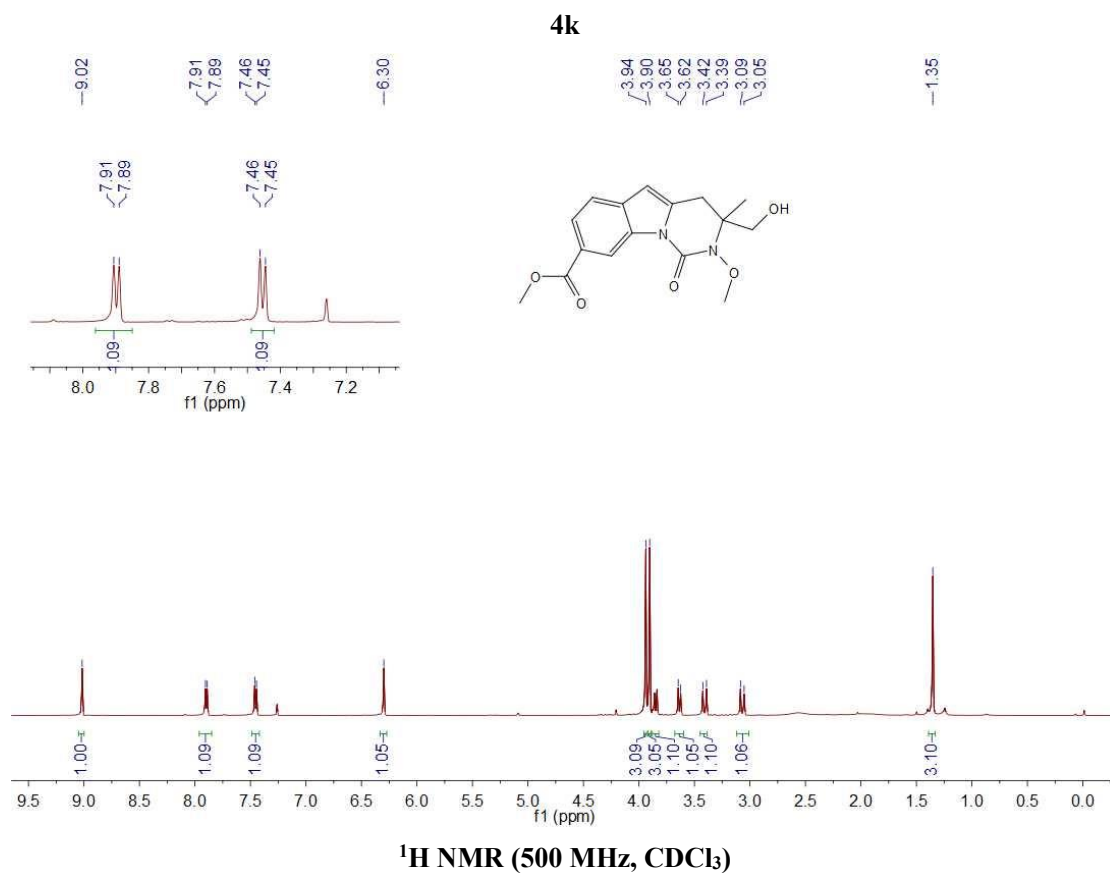 4k
9.02
7.91
7.89
7.46
7.45
6.30
3.94
3.90
3.65
3.62
3.42
3.39
3.09
3.05
1.35
7.91
7.89
7.46
7.45
OH
N
N
O
O
O
O
1.09
1.09
8.0 7.8 7.6 7.4 7.2
f1 (ppm)
1.00
1.09
1.09
1.05
3.09
3.05
1.10
1.05
1.10
1.06
3.10
9.5 9.0 8.5 8.0 7.5 7.0 6.5 6.0 5.5 5.0 4.5 4.0 3.5 3.0 2.5 2.0 1.5 1.0 0.5 0.0
f1 (ppm)
¹H NMR (500 MHz, CDCl₃)